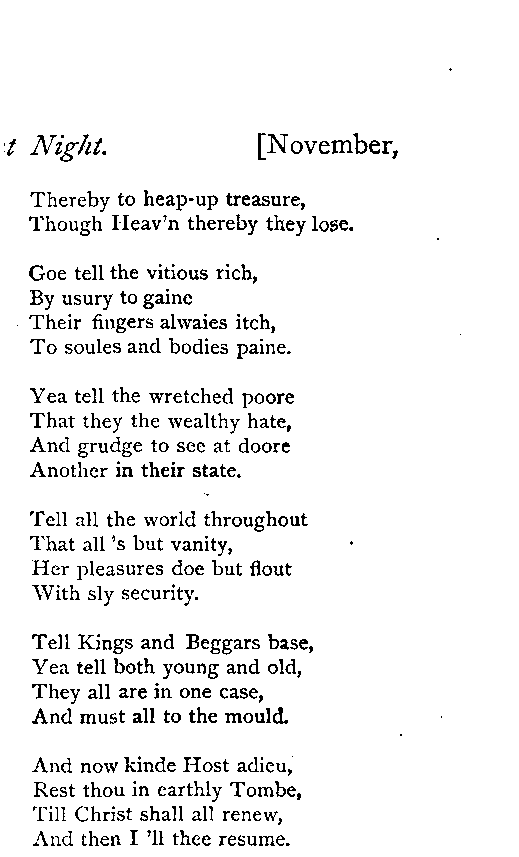 t Night. [November,
Thereby to heap-up treasure,
Though Heav'n thereby they lose.
Goe tell the vitious rich,
By usury to gaine
Their fingers alwaies itch,
To soules and bodies paine.
Yea tell the wretched poore
That they the wealthy hate,
And grudge to see at doore
Another in their state.
Tell all the world throughout
That all 's but vanity,
Her pleasures doe but flout
With sly security.
Tell Kings and Beggars base,
Yea tell both young and old,
They all are in one case,
And must all to the mould.
And now kinde Host adieu,
Rest thou in earthly Tombe,
Till Christ shall all renew,
And then I 'll thee resume.